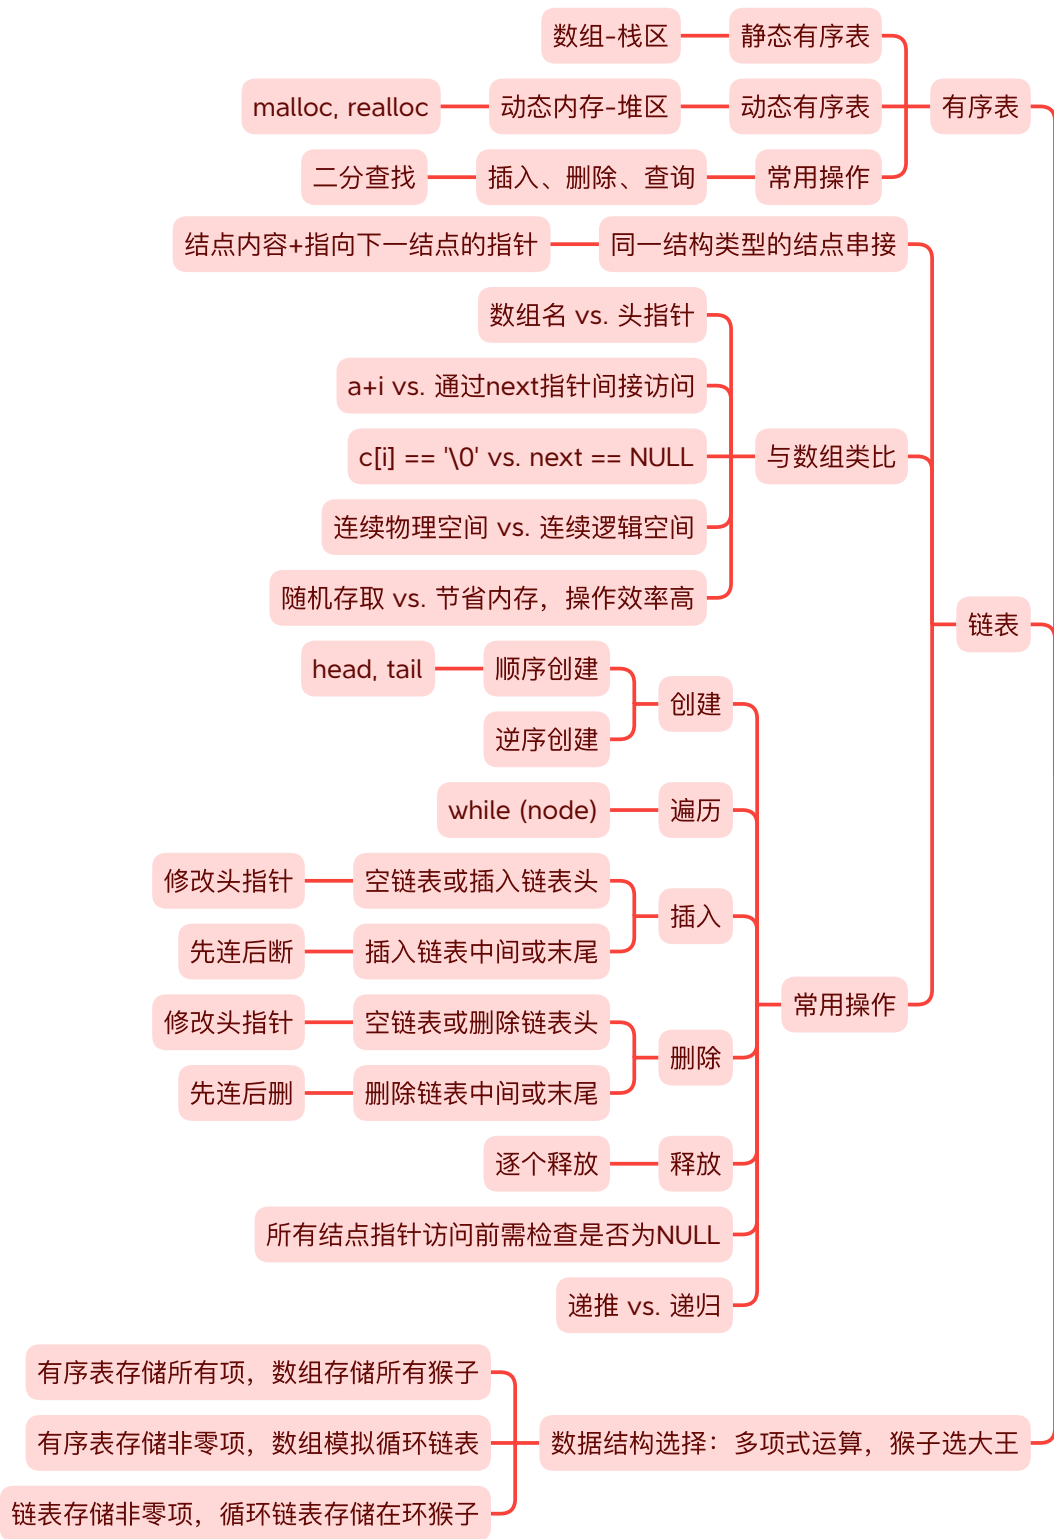 数组-栈区
静态有序表
malloc, realloc
动态内存-堆区
动态有序表
有序表
二分查找
插入、删除、查询
常用操作
结点内容+指向下一结点的指针
同一结构类型的结点串接
数组名 vs. 头指针
a+i vs. 通过next指针间接访问
c[i] == '\0' vs. next == NULL
与数组类比
连续物理空间 vs. 连续逻辑空间
随机存取 vs. 节省内存，操作效率高
链表
head, tail
顺序创建
创建
逆序创建
while (node)
遍历
修改头指针
空链表或插入链表头
插入
先连后断
插入链表中间或末尾
常用操作
修改头指针
空链表或删除链表头
删除
先连后删
删除链表中间或末尾
逐个释放
释放
所有结点指针访问前需检查是否为NULL
递推 vs. 递归
有序表存储所有项，数组存储所有猴子
有序表存储非零项，数组模拟循环链表
数据结构选择：多项式运算，猴子选大王
链表存储非零项，循环链表存储在环猴子